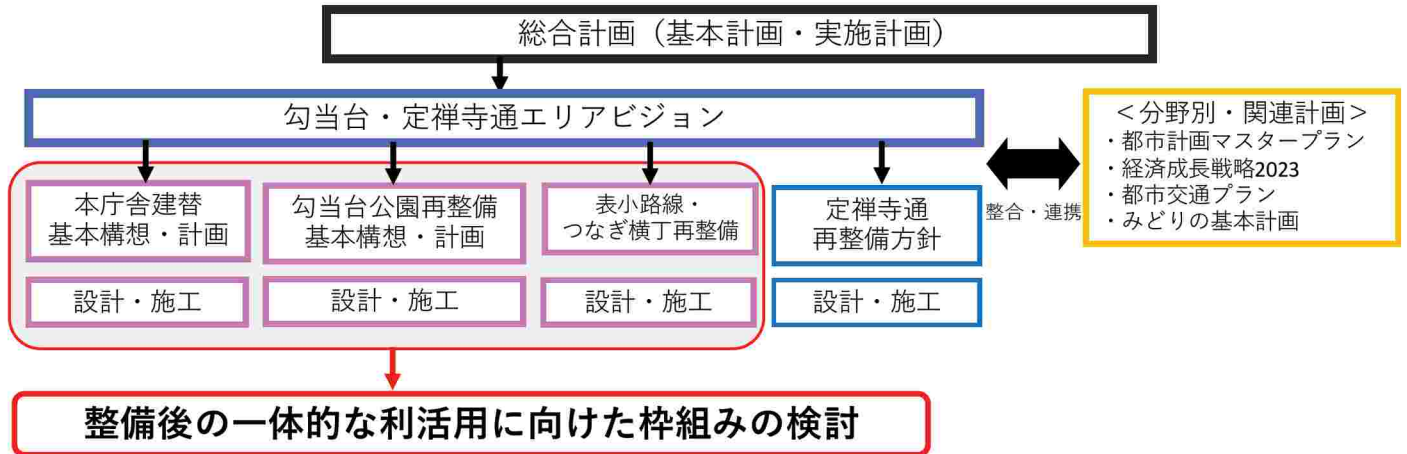 総合計画（基本計画・実施計画）
勾当台・定禅寺通エリアビジョン
＜分野別・関連計画＞
・都市計画マスタープラン
・経済成長戦略2023
・都市交通プラン
・みどりの基本計画
整合・連携
本庁舎建替
基本構想・計画
勾当台公園再整備
基本構想・計画
表小路線・
つなぎ横丁再整備
定禅寺通
再整備方針
設計・施工
設計・施工
設計・施工
設計・施工
整備後の一体的な利活用に向けた枠組みの検討